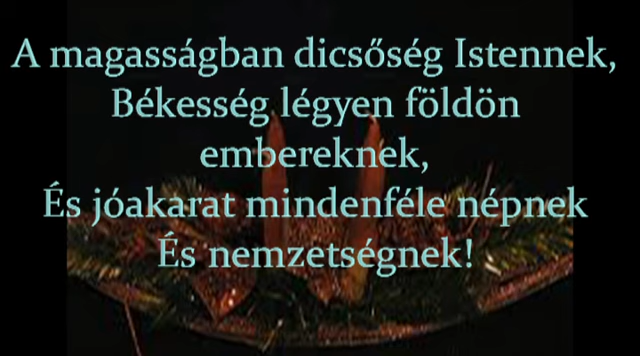 A magasságban dicsőség Istennek,
Békesség légyen földön
embereknek,
És jóakarat mindenféle népnek
És nemzetségnek!